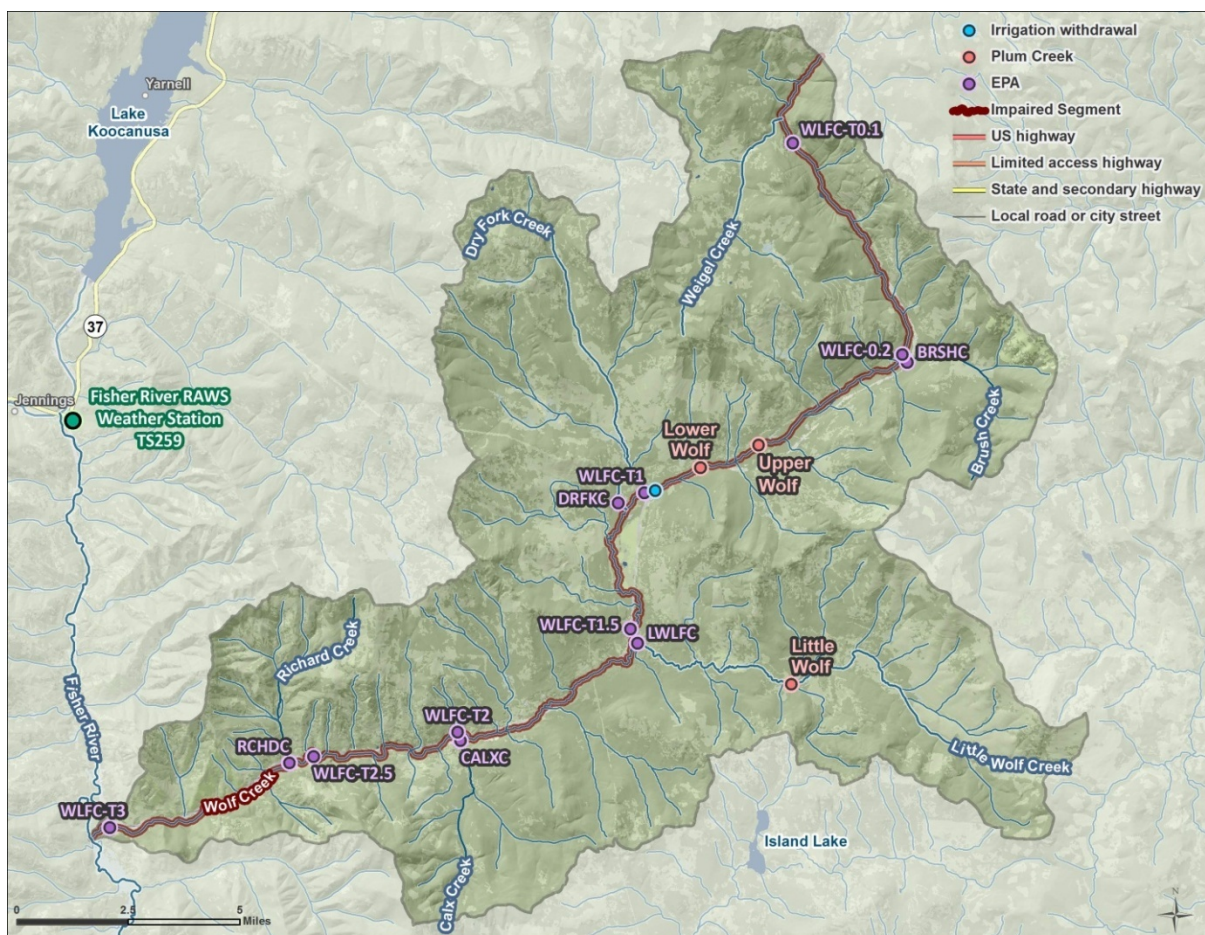 Irrigation withdrawal
Plum Creek
EPA
Impaired Segment
US highway
Limited access highway
State and secondary highway
Local road or city street
Yarnell
Lake
Koocanusa
WLFC-T0.1
Dry Fork Creek
Weigel Creek
37
WLFC-0.2
BRSHC
Jennings
Fisher River RAWS
Weather Station
TS259
Brush Creek
Lower
Wolf
Upper
Wolf
WLFC-T1
DRFKC
WLFC-T1.5
LWLFC
Little
Wolf
Richard Creek
Fisher River
WLFC-T2
CALXC
RCHDC
WLFC-T2.5
Little Wolf Creek
Wolf Creek
WLFC-T3
Island Lake
Calx Creek
0
2.5
5
Miles
N